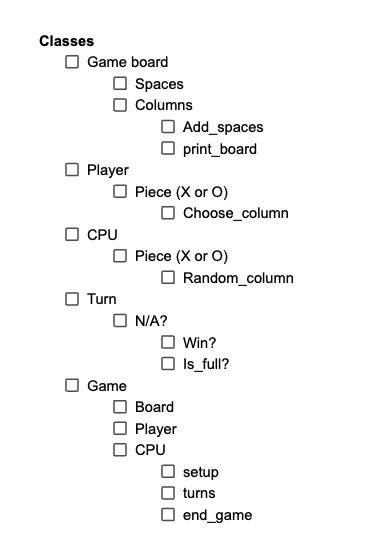 Classes
Game board
Spaces
Columns
Add_spaces
print_board
Player
Piece (X or O)
Choose_column
CPU
Piece (X or O)
Random_column
Turn
N/A?
Win?
Is_full?
Game
Board
Player
CPU
setup
turns
end_game